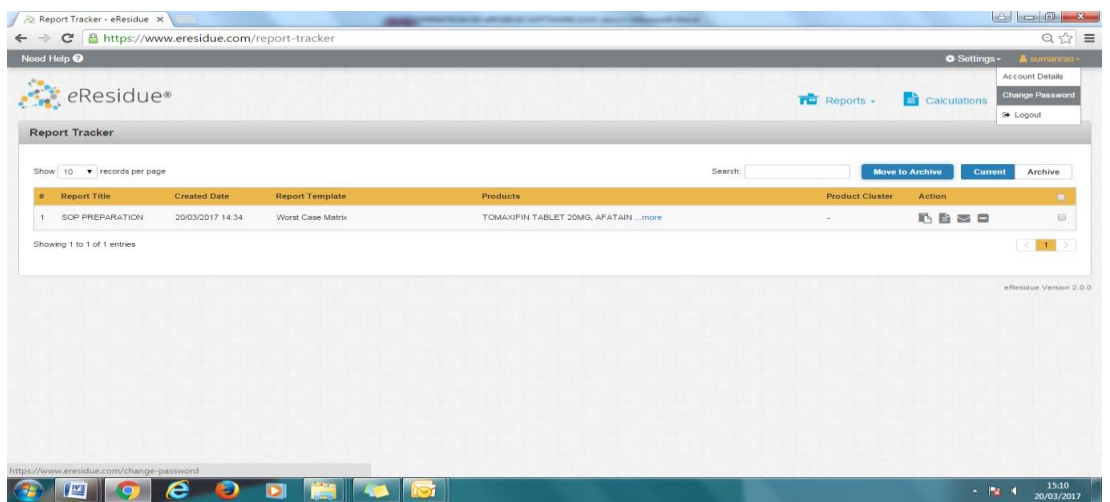 Report Tracker - eResidue
https://www.eresidue.com/report-tracker
Need Help ?
Settings
sumanrao
Account Details
Change Password
Logout
eResidue®
Reports
Calculations
Report Tracker
Show 10 records per page
Search:
Move to Archive
Current
Archive
# Report Title Created Date Report Template Products Product Cluster Action
1 SOP PREPARATION 20/03/2017 14:34 Worst Case Matrix TOMAXIFIN TABLET 20MG, AFATAIN ...more -
Showing 1 to 1 of 1 entries
< 1 >
eResidue Version 2.0.0
https://www.eresidue.com/change-password
15:10
20/03/2017